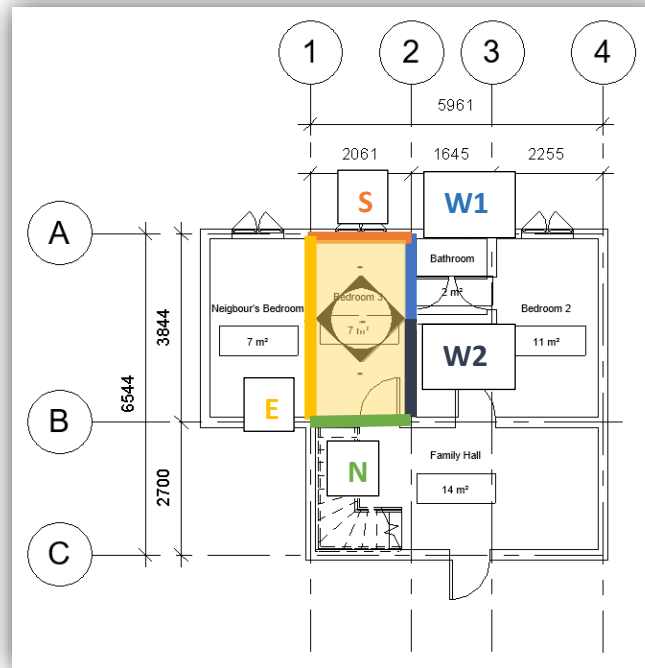 1 2 3 4
5961
2061 1645 2255
S W1
A
Bathroom
Neigbour's Bedroom Bedroom 3 2 m² Bedroom 2
7 m² 7 m² 11 m²
3844
6544
W2
E
B
N
Family Hall
14 m²
2700
C